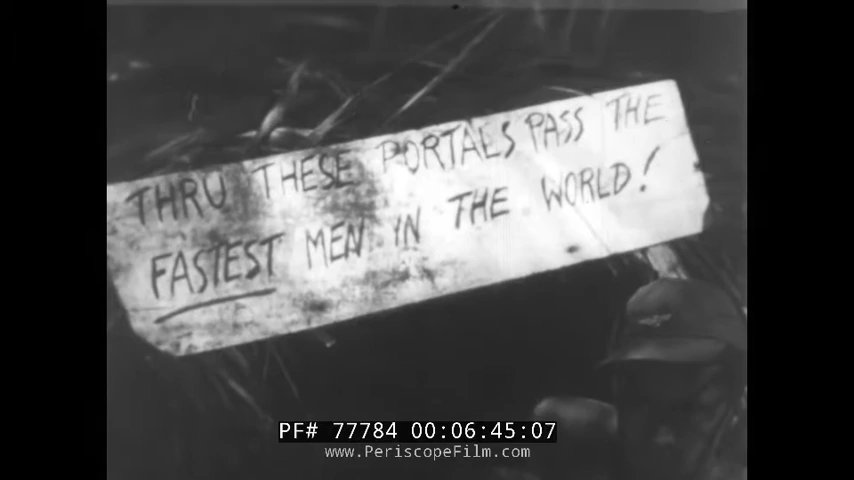 THRU THESE PORTALS PASS THE
FASTEST MEN IN THE WORLD!
PF# 77784 00:06:45:07
www.PeriscopeFilm.com